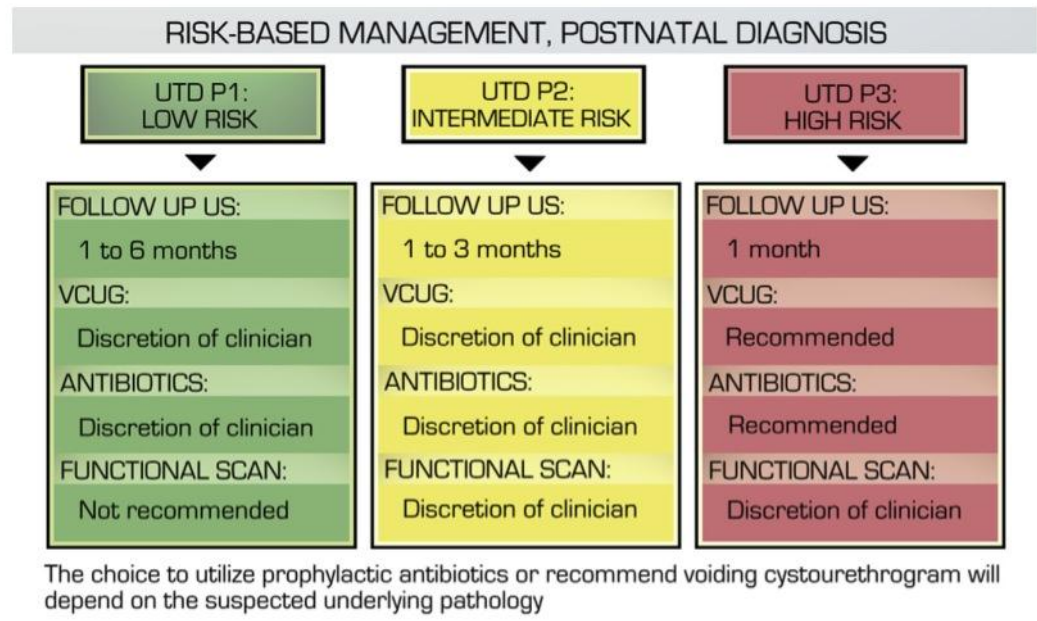 RISK-BASED MANAGEMENT, POSTNATAL DIAGNOSIS
UTD P1:
LOW RISK
FOLLOW UP US:
1 to 6 months
VCUG:
Discretion of clinician
ANTIBIOTICS:
Discretion of clinician
FUNCTIONAL SCAN:
Not recommended
UTD P2:
INTERMEDIATE RISK
FOLLOW UP US:
1 to 3 months
VCUG:
Discretion of clinician
ANTIBIOTICS:
Discretion of clinician
FUNCTIONAL SCAN:
Discretion of clinician
UTD P3:
HIGH RISK
FOLLOW UP US:
1 month
VCUG:
Recommended
ANTIBIOTICS:
Recommended
FUNCTIONAL SCAN:
Discretion of clinician
The choice to utilize prophylactic antibiotics or recommend voiding cystourethrogram will
depend on the suspected underlying pathology